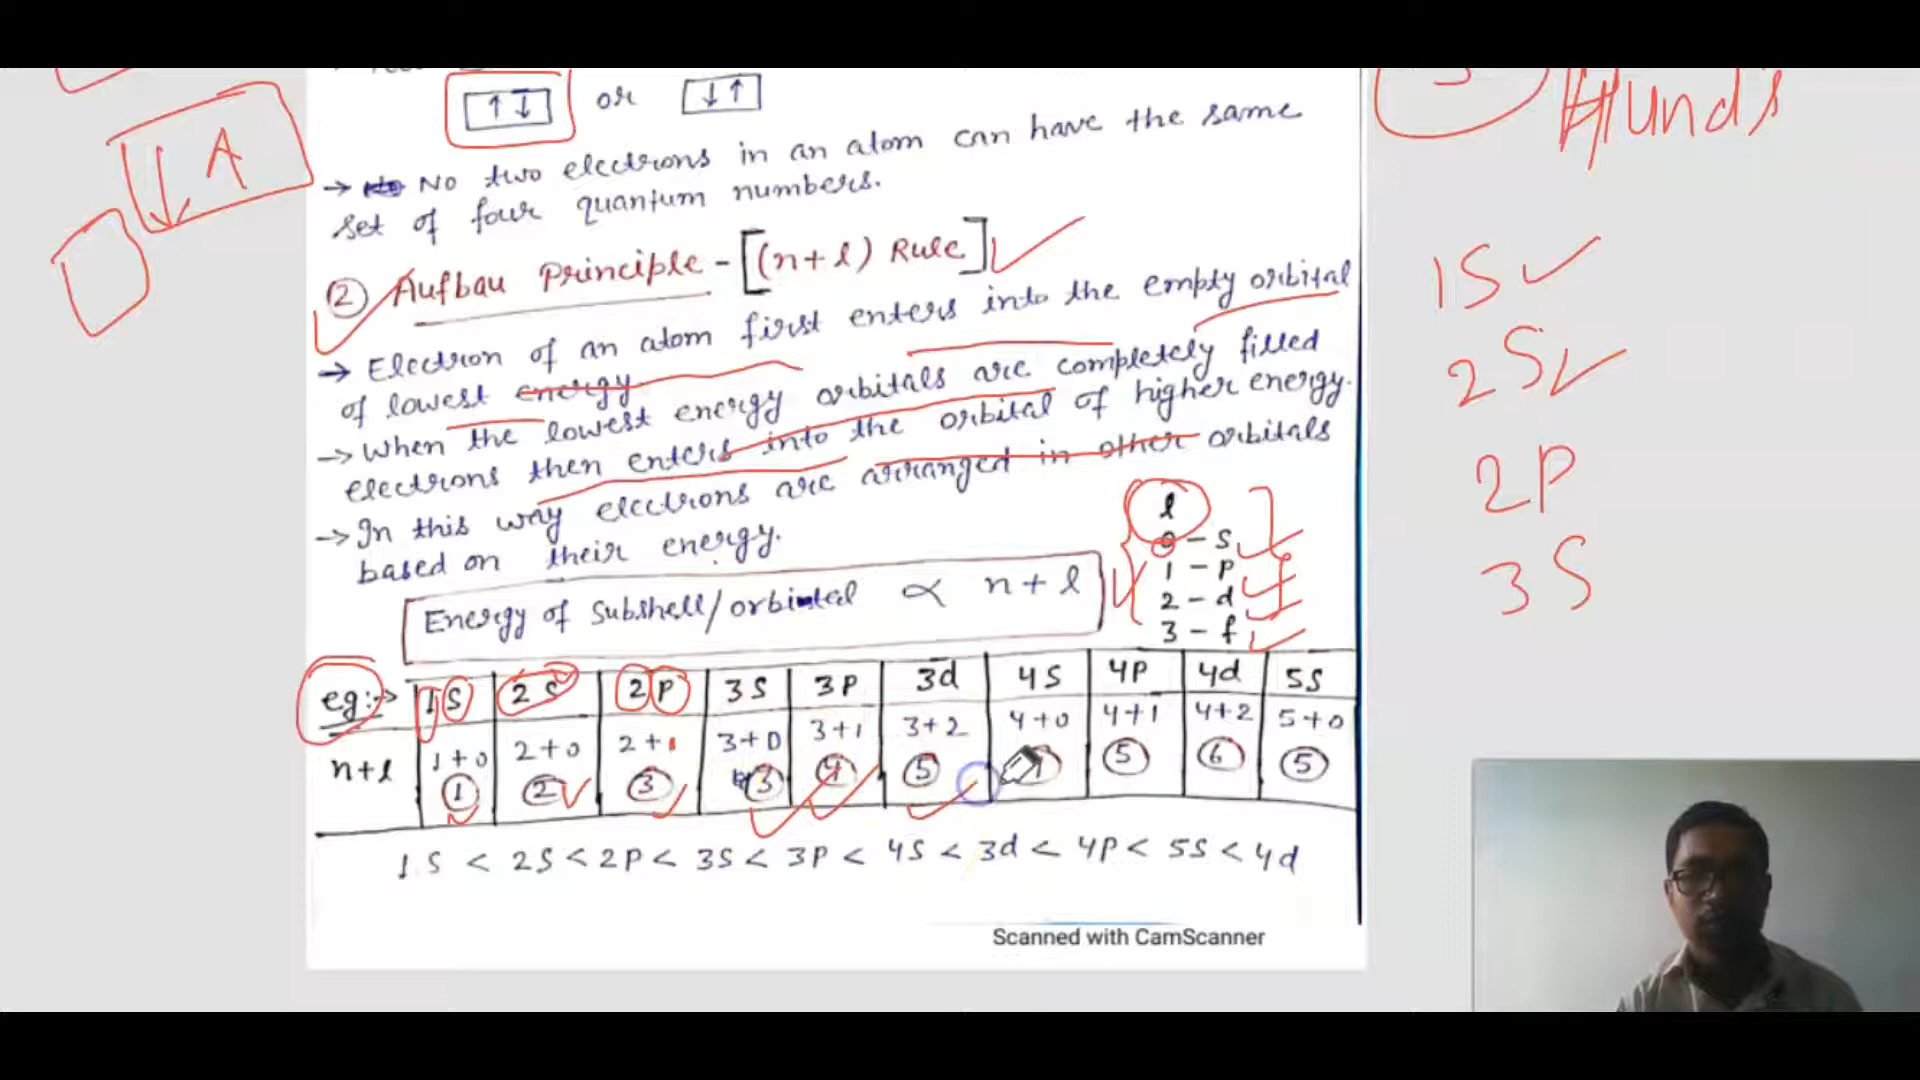 ↑↓ or ↓↑
→ No two electrons in an atom can have the same
set of four quantum numbers.
② Aufbau Principle - [(n+l) Rule]
→ Electron of an atom first enters into the empty orbital
of lowest energy
→ When the lowest energy orbitals are completely filled
electrons then enters into the orbital of higher energy.
→ In this way electrons are arranged in other orbitals
based on their energy.
l
0 - s
1 - p
2 - d
3 - f
Energy of Subshell/orbital ∝ n + l
eg:-> 1S 2S 2P 3S 3P 3d 4S 4P 4d 5S
n+l 1+0 2+0 2+1 3+0 3+1 3+2 4+0 4+1 4+2 5+0
① ② ③ ③ ④ ⑤ ⑤ ⑥ ⑤
1S < 2S < 2P < 3S < 3P < 4S < 3d < 4P < 5S < 4d
Scanned with CamScanner
A
Hund's
1S
2S
2P
3S